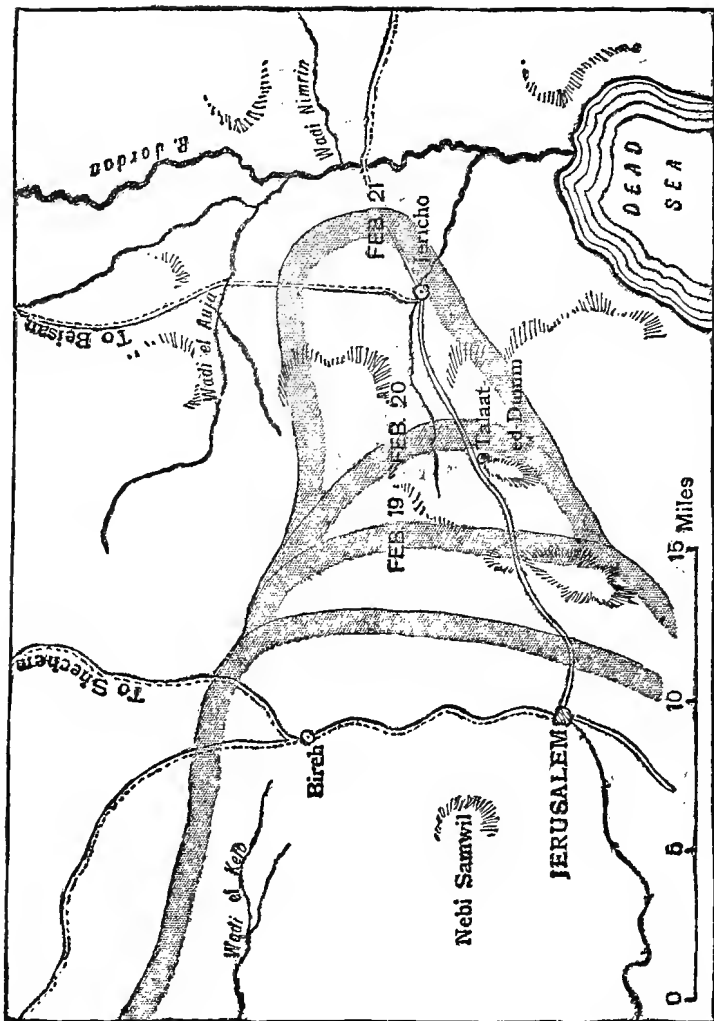 To Shechem
To Beisan
R. Jordan
Wadi el Auja
Wadi Nimrin
Wadi el Kelb
Bireh
Nebi Samwil
JERUSALEM
FEB. 19
FEB. 20
FEB. 21
Jericho
Talaat
ed-Dumm
DEAD
SEA
0
5
10
15 Miles